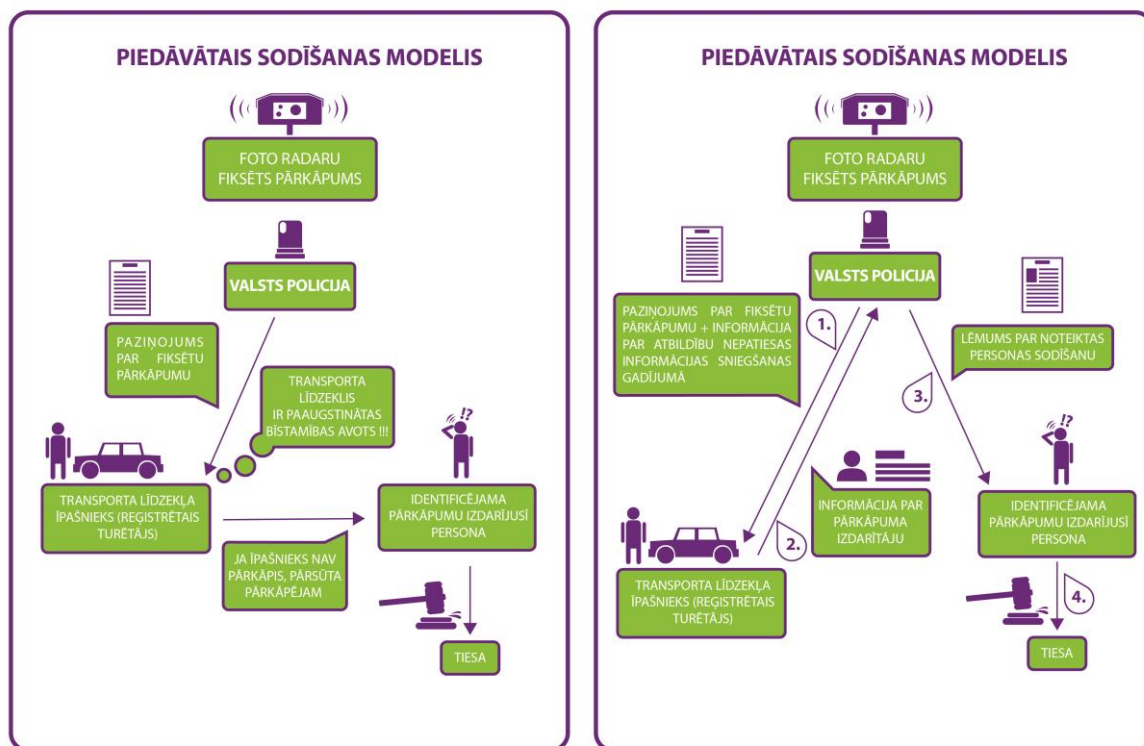 PIEDĀVĀTAIS SODĪŠANAS MODELIS
FOTO RADARU
FIKSĒTS PĀRKĀPUMS
VALSTS POLICIJA
PAZIŅOJUMS
PAR FIKSĒTU
PĀRKĀPUMU
TRANSPORTA
LĪDZEKLIS
IR PAAUGSTINĀTAS
BĪSTAMĪBAS AVOTS !!!
!?
TRANSPORTA LĪDZEKĻA
ĪPAŠNIEKS (REĢISTRĒTAIS
TURĒTĀJS)
IDENTIFICĒJAMA
PĀRKĀPUMU IZDARĪJUSĪ
PERSONA
JA ĪPAŠNIEKS NAV
PĀRKĀPIS, PĀRSŪTA
PĀRKĀPĒJAM
TIESA
PIEDĀVĀTAIS SODĪŠANAS MODELIS
FOTO RADARU
FIKSĒTS PĀRKĀPUMS
VALSTS POLICIJA
PAZIŅOJUMS PAR FIKSĒTU
PĀRKĀPUMU + INFORMĀCIJA
PAR ATBILDĪBU NEPATIESAS
INFORMĀCIJAS SNIEGŠANAS
GADĪJUMĀ
1.
LĒMUMS PAR NOTEIKTAS
PERSONAS SODĪŠANU
3.
!?
INFORMĀCIJA PAR
PĀRKĀPUMA
IZDARĪTĀJU
2.
TRANSPORTA LĪDZEKĻA
ĪPAŠNIEKS (REĢISTRĒTAIS
TURĒTĀJS)
IDENTIFICĒJAMA
PĀRKĀPUMU IZDARĪJUSĪ
PERSONA
4.
TIESA